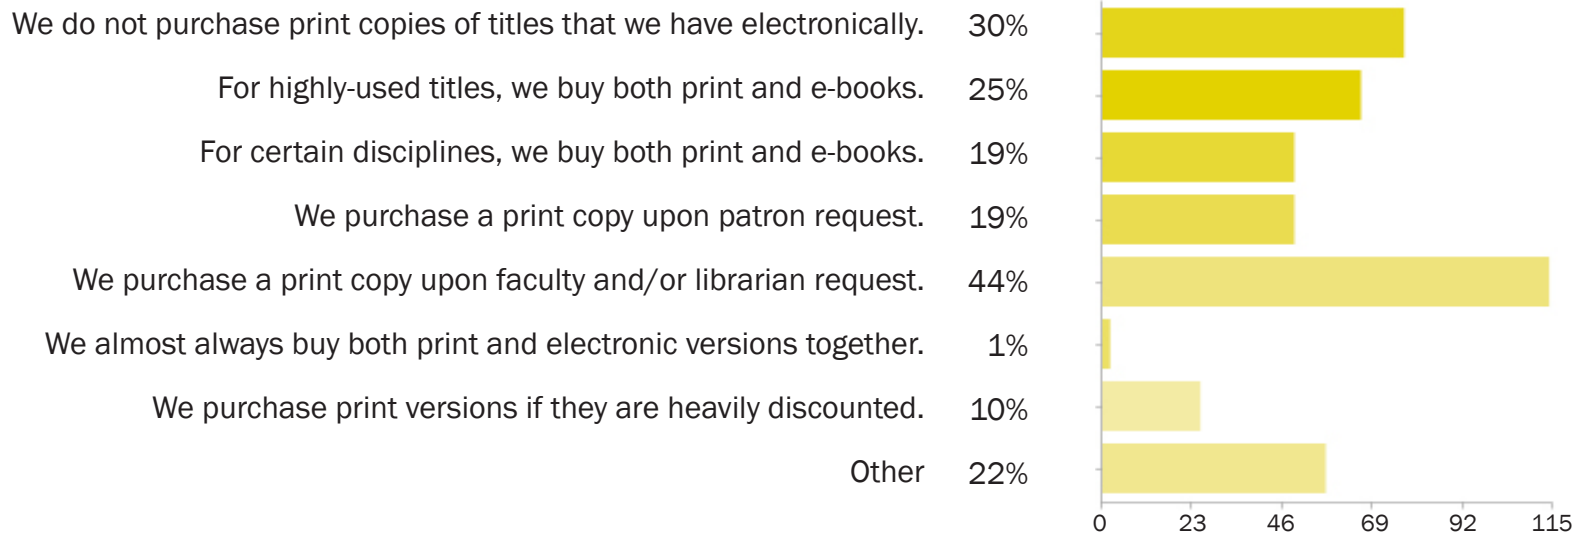 We do not purchase print copies of titles that we have electronically. 30%
For highly-used titles, we buy both print and e-books. 25%
For certain disciplines, we buy both print and e-books. 19%
We purchase a print copy upon patron request. 19%
We purchase a print copy upon faculty and/or librarian request. 44%
We almost always buy both print and electronic versions together. 1%
We purchase print versions if they are heavily discounted. 10%
Other 22%
0 23 46 69 92 115